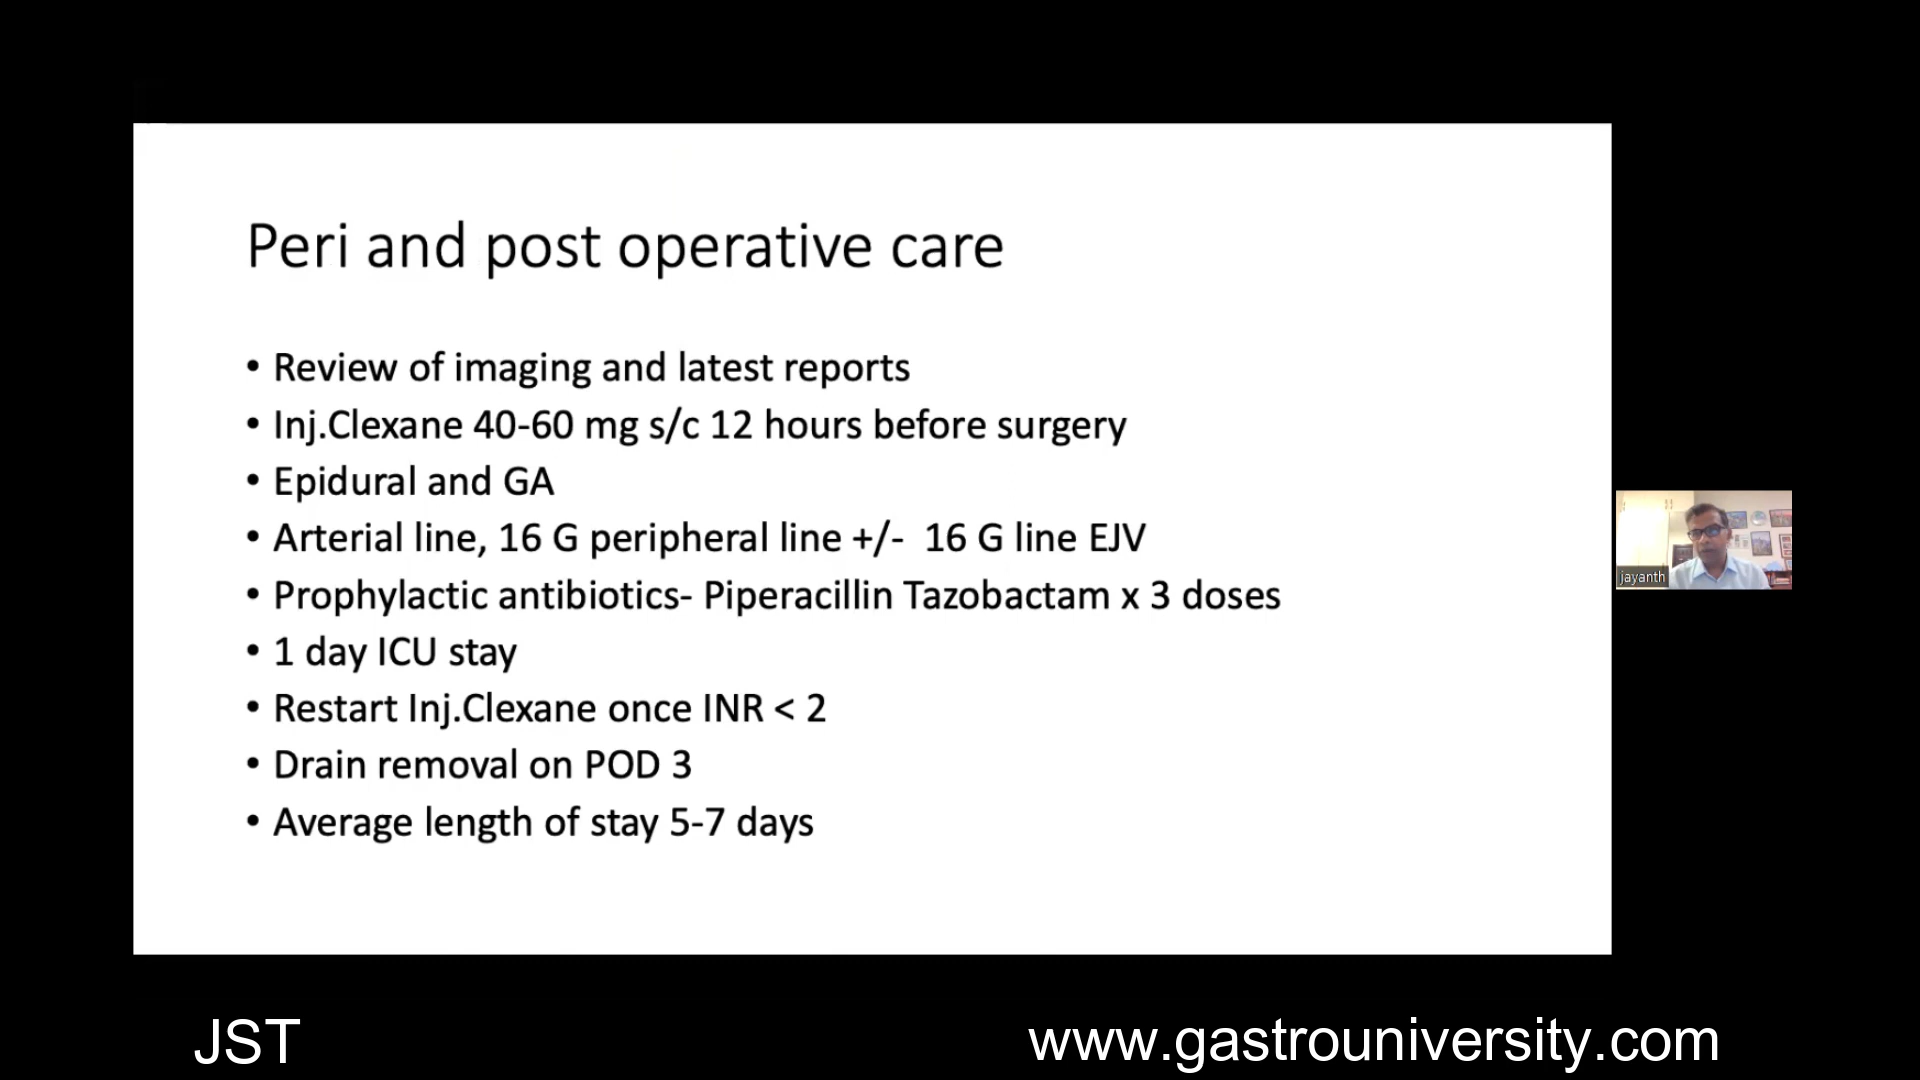 Peri and post operative care
• Review of imaging and latest reports
• Inj.Clexane 40-60 mg s/c 12 hours before surgery
• Epidural and GA
• Arterial line, 16 G peripheral line +/-  16 G line EJV
• Prophylactic antibiotics- Piperacillin Tazobactam x 3 doses
• 1 day ICU stay
• Restart Inj.Clexane once INR < 2
• Drain removal on POD 3
• Average length of stay 5-7 days
jayanth
JST
www.gastrouniversity.com